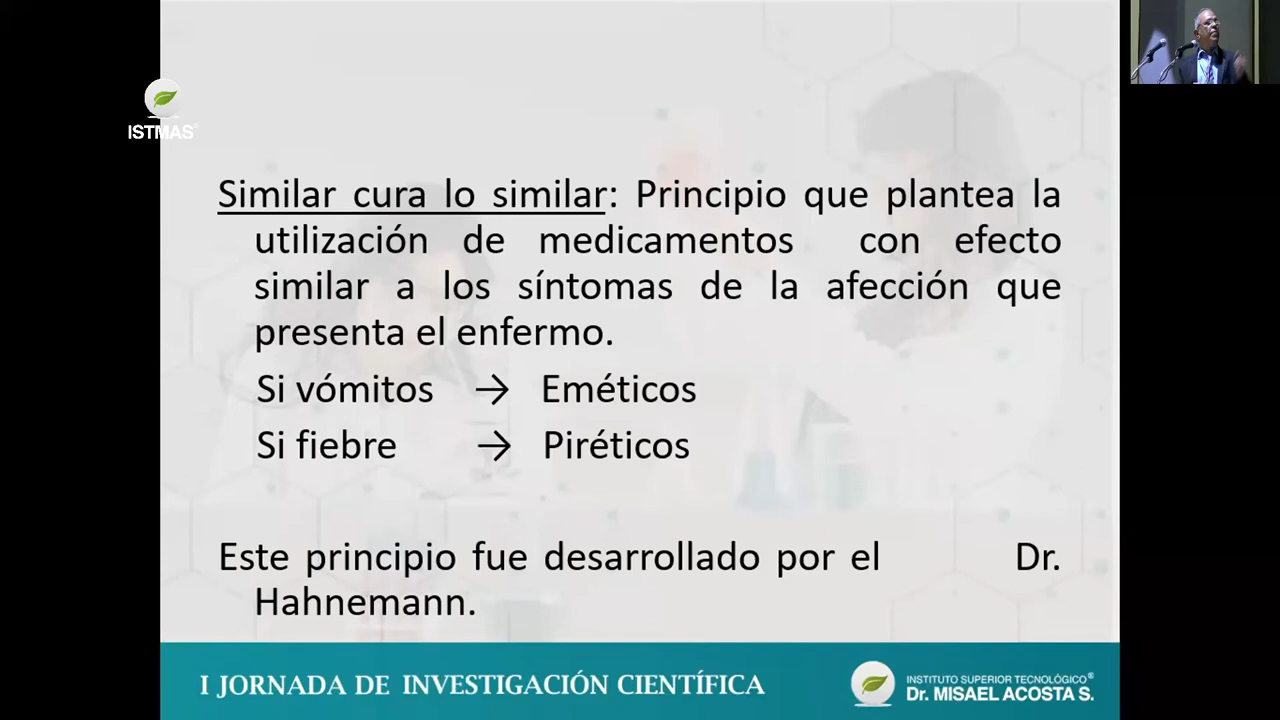 ISTMAS
Similar cura lo similar: Principio que plantea la
utilización de medicamentos con efecto
similar a los síntomas de la afección que
presenta el enfermo.
Si vómitos → Eméticos
Si fiebre → Piréticos
Este principio fue desarrollado por el Dr.
Hahnemann.
I JORNADA DE INVESTIGACIÓN CIENTÍFICA
INSTITUTO SUPERIOR TECNOLÓGICO®
Dr. MISAEL ACOSTA S.